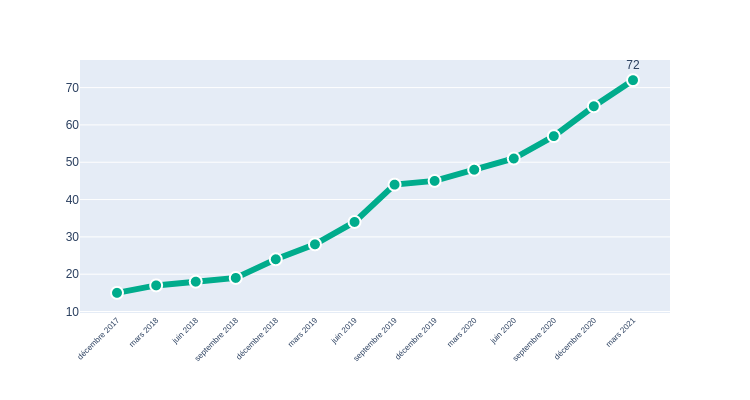 72
70
60
50
40
30
20
10
décembre 2017
mars 2018
juin 2018
septembre 2018
décembre 2018
mars 2019
juin 2019
septembre 2019
décembre 2019
mars 2020
juin 2020
septembre 2020
décembre 2020
mars 2021